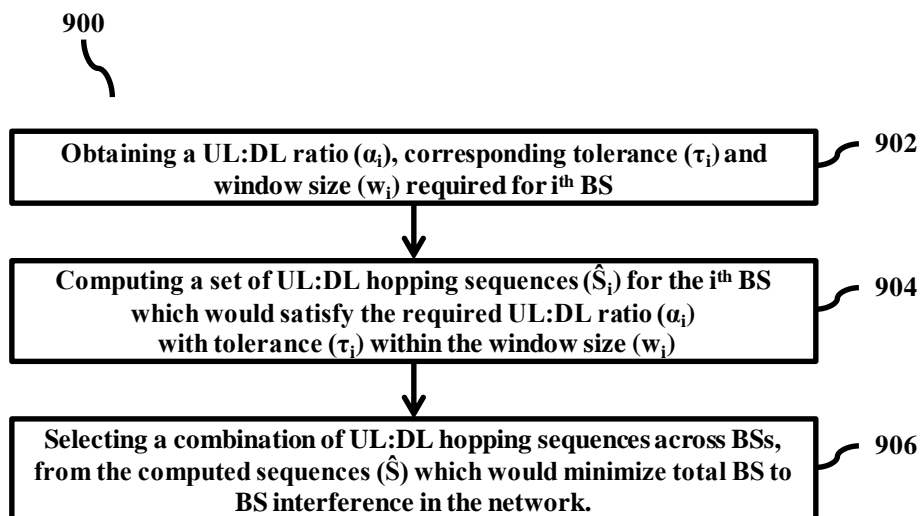 900
Obtaining a UL:DL ratio (αi), corresponding tolerance (τi) and
window size (wi) required for ith BS
902
Computing a set of UL:DL hopping sequences (Ŝi) for the ith BS
which would satisfy the required UL:DL ratio (αi)
with tolerance (τi) within the window size (wi)
904
Selecting a combination of UL:DL hopping sequences across BSs,
from the computed sequences (Ŝ) which would minimize total BS to
BS interference in the network.
906